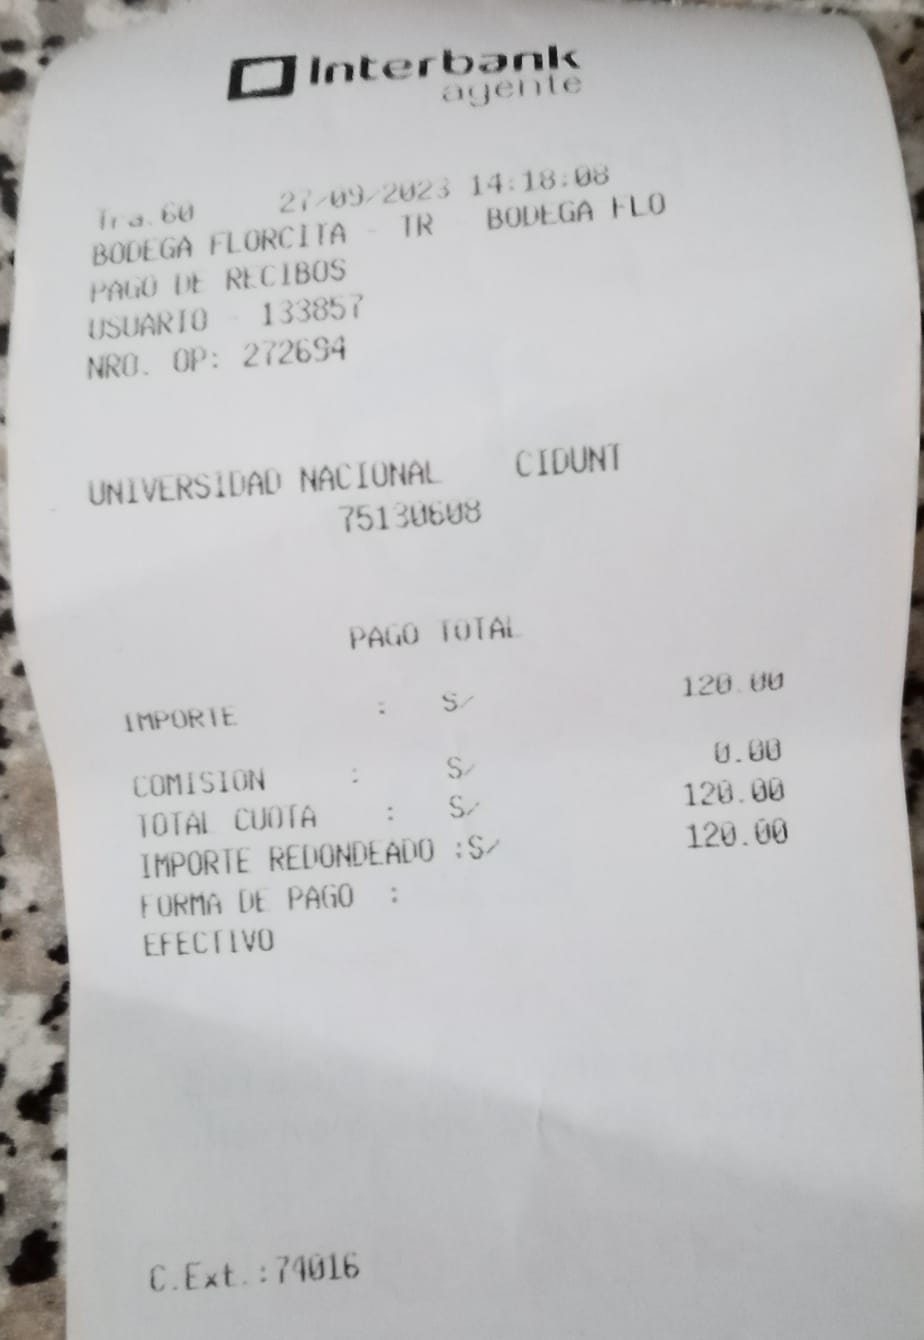 Interbank
agente
Tra.60 27/09/2023 14:18:08
BODEGA FLORCITA - TR - BODEGA FLO
PAGO DE RECIBOS
USUARIO - 133857
NRO. OP: 272694
UNIVERSIDAD NACIONAL CIDUNT
75130608
PAGO TOTAL
IMPORTE : S/ 120.00
COMISION : S/ 0.00
TOTAL CUOTA : S/ 120.00
IMPORTE REDONDEADO :S/ 120.00
FORMA DE PAGO :
EFECTIVO
C.Ext.:74016